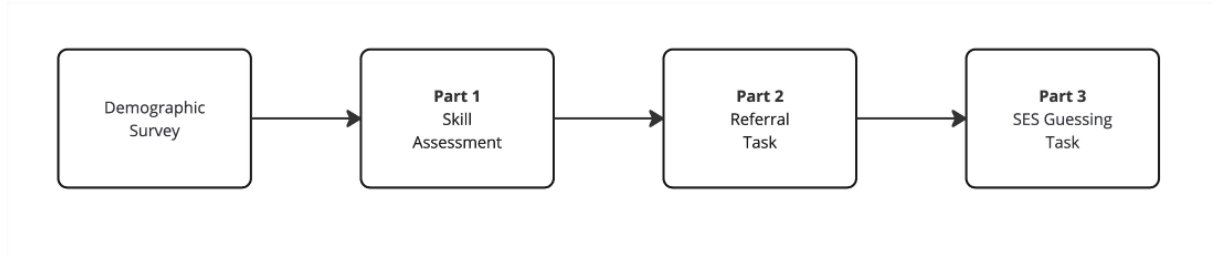 Demographic
Survey
Part 1
Skill
Assessment
Part 2
Referral
Task
Part 3
SES Guessing
Task